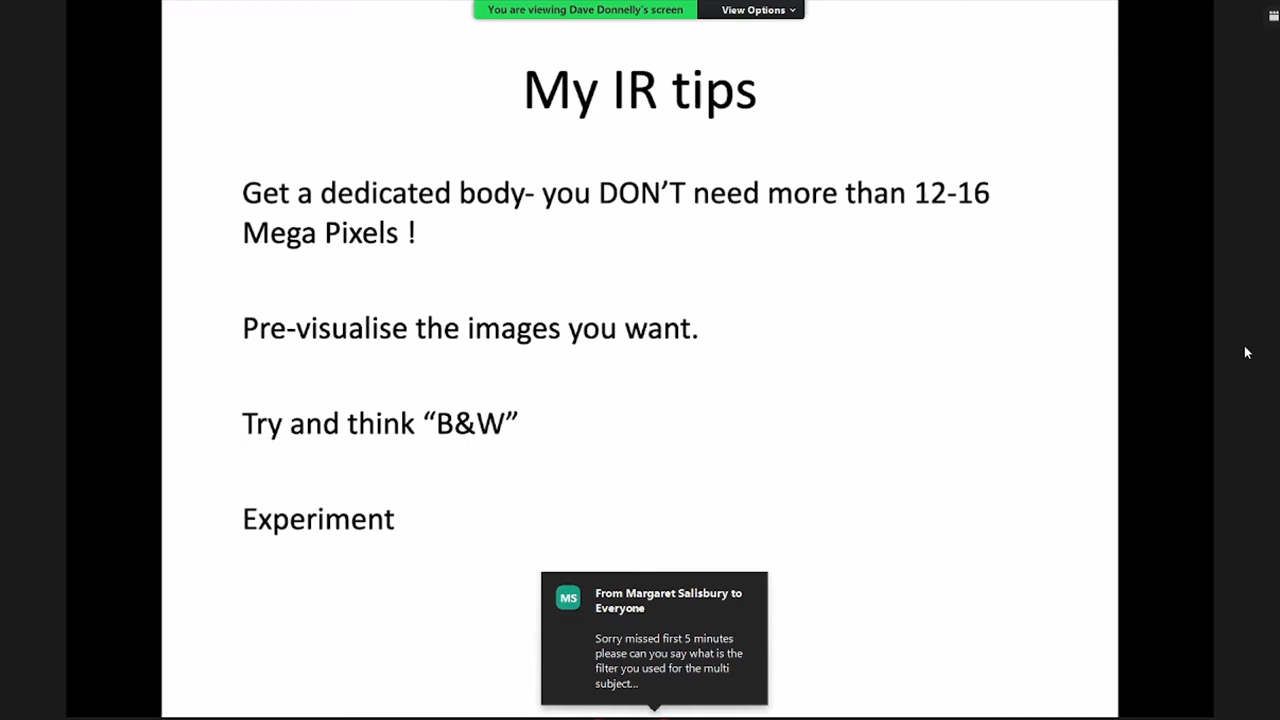 You are viewing Dave Donnelly's screen
View Options
My IR tips
Get a dedicated body- you DON’T need more than 12-16
Mega Pixels !
Pre-visualise the images you want.
Try and think “B&W”
Experiment
MS
From Margaret Salisbury to
Everyone
Sorry missed first 5 minutes
please can you say what is the
filter you used for the multi
subject...